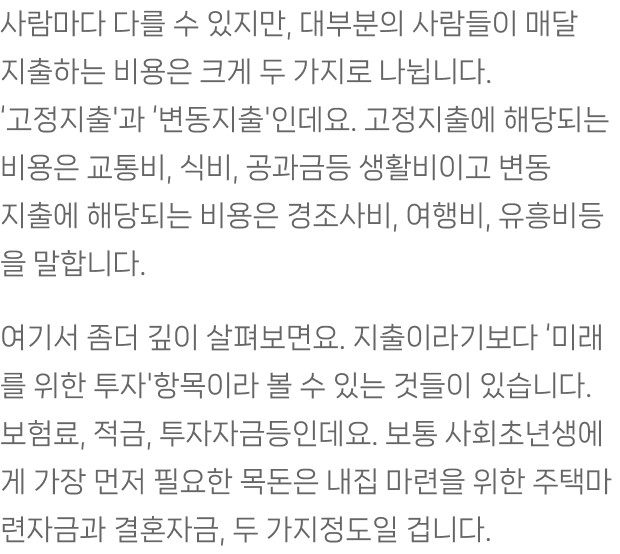 사람마다 다를 수 있지만, 대부분의 사람들이 매달
지출하는 비용은 크게 두 가지로 나뉩니다.
‘고정지출'과 ‘변동지출'인데요. 고정지출에 해당되는
비용은 교통비, 식비, 공과금등 생활비이고 변동
지출에 해당되는 비용은 경조사비, 여행비, 유흥비등
을 말합니다.
여기서 좀더 깊이 살펴보면요. 지출이라기보다 ‘미래
를 위한 투자'항목이라 볼 수 있는 것들이 있습니다.
보험료, 적금, 투자자금등인데요. 보통 사회초년생에
게 가장 먼저 필요한 목돈은 내집 마련을 위한 주택마
련자금과 결혼자금, 두 가지정도일 겁니다.